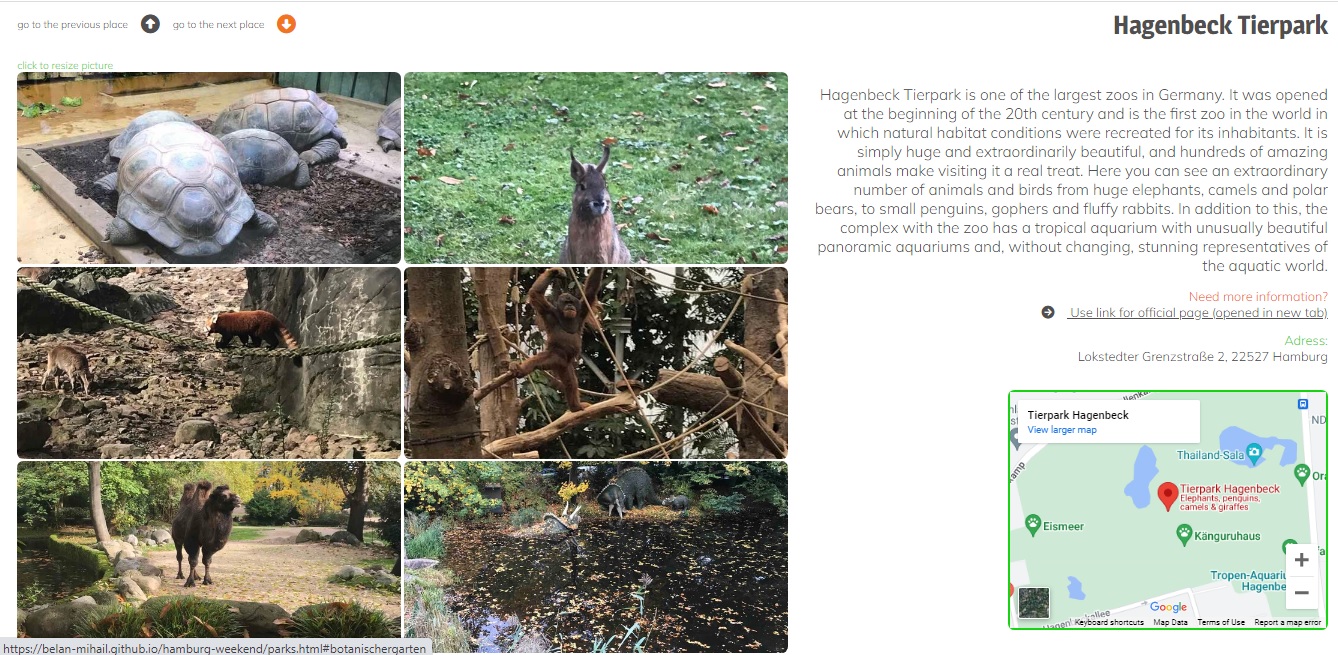 go to the previous place
go to the next place
Hagenbeck Tierpark
click to resize picture
Hagenbeck Tierpark is one of the largest zoos in Germany. It was opened
at the beginning of the 20th century and is the first zoo in the world in
which natural habitat conditions were recreated for its inhabitants. It is
simply huge and extraordinarily beautiful, and hundreds of amazing
animals make visiting it a real treat. Here you can see an extraordinary
number of animals and birds from huge elephants, camels and polar
bears, to small penguins, gophers and fluffy rabbits. In addition to this, the
complex with the zoo has a tropical aquarium with unusually beautiful
panoramic aquariums and, without changing, stunning representatives of
the aquatic world.
Need more information?
Use link for official page (opened in new tab)
Adress:
Lokstedter Grenzstraße 2, 22527 Hamburg
Tierpark Hagenbeck
View larger map
ND
Thailand-Sala
Ora
Tierpark Hagenbeck
Elephants, penguins,
camels & giraffes
Eismeer
Känguruhaus
Tropen-Aquariu
Hagenbe
+
−
Google
Keyboard shortcuts
Map Data
Terms of Use
Report a map error
https://belan-mihail.github.io/hamburg-weekend/parks.html#botanischergarten